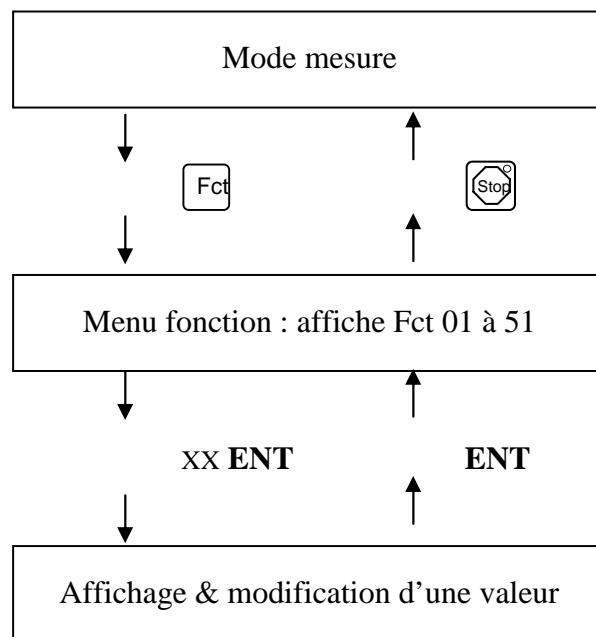 Mode mesure
Fct
Stop
Menu fonction : affiche Fct 01 à 51
XX ENT
ENT
Affichage & modification d’une valeur